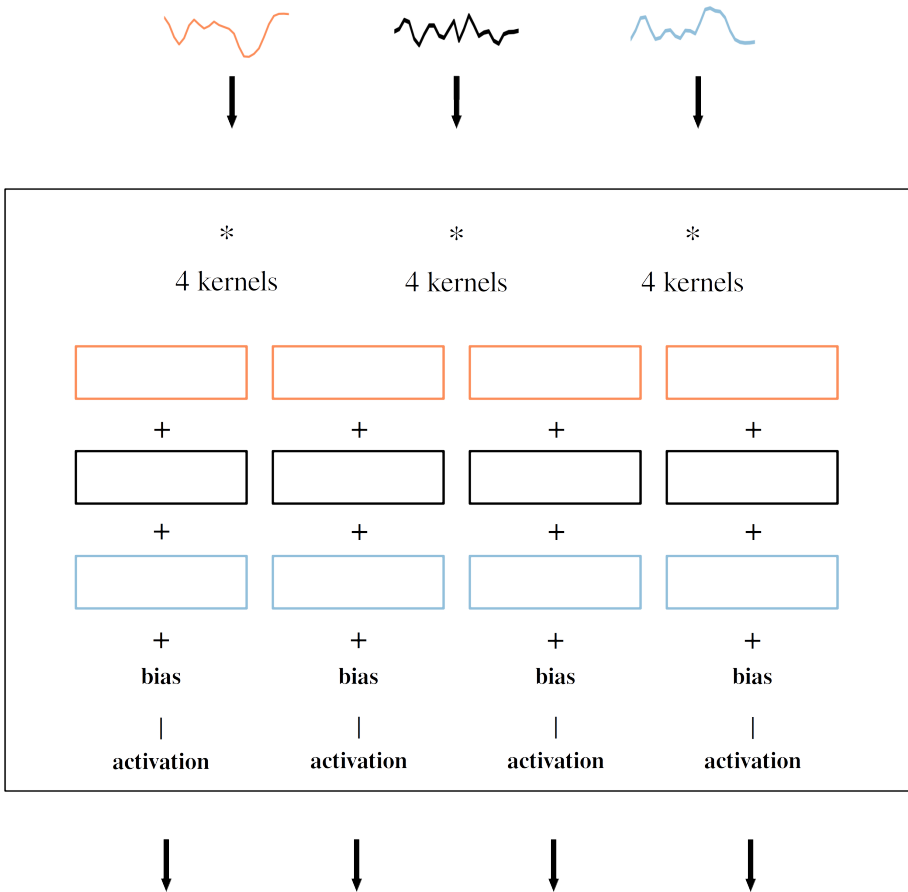 * * *
4 kernels 4 kernels 4 kernels
+ + + +
+ + + +
+ + + +
bias bias bias bias
| | | |
activation activation activation activation